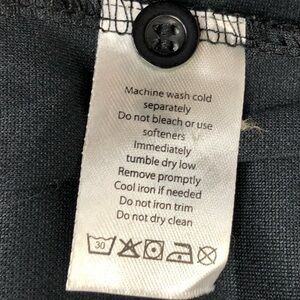 Machine wash cold
separately
Do not bleach or use
softeners
Immediately
tumble dry low
Remove promptly
Cool iron if needed
Do not iron trim
Do not dry clean
30